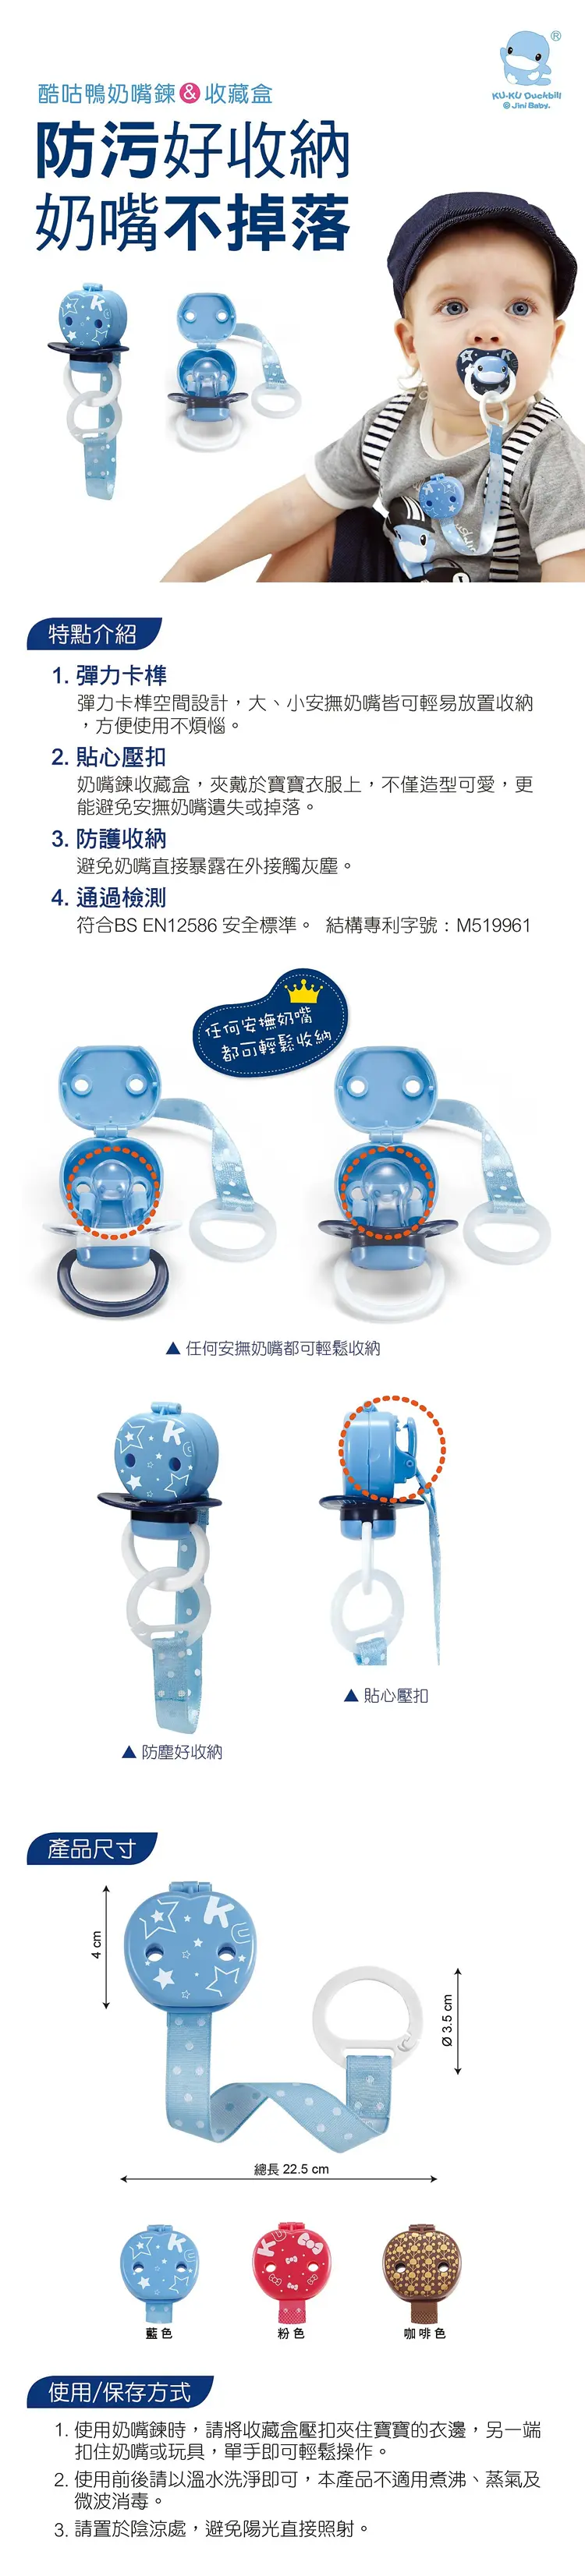 KU.KU Duckbill
® Jini Baby.
酷咕鴨奶嘴鍊&收藏盒
防污好收納
奶嘴不掉落
特點介紹
1. 彈力卡榫
彈力卡榫空間設計，大、小安撫奶嘴皆可輕易放置收納
，方便使用不煩惱。
2. 貼心壓扣
奶嘴鍊收藏盒，夾戴於寶寶衣服上，不僅造型可愛，更
能避免安撫奶嘴遺失或掉落。
3. 防護收納
避免奶嘴直接暴露在外接觸灰塵。
4. 通過檢測
符合BS EN12586 安全標準。 結構專利字號：M519961
任何安撫奶嘴
都可輕鬆收納
▲ 任何安撫奶嘴都可輕鬆收納
▲ 貼心壓扣
▲ 防塵好收納
產品尺寸
4 cm
Ø 3.5 cm
總長 22.5 cm
藍色
粉色
咖啡色
使用/保存方式
1. 使用奶嘴鍊時，請將收藏盒壓扣夾住寶寶的衣邊，另一端
扣住奶嘴或玩具，單手即可輕鬆操作。
2. 使用前後請以溫水洗淨即可，本產品不適用煮沸、蒸氣及
微波消毒。
3. 請置於陰涼處，避免陽光直接照射。